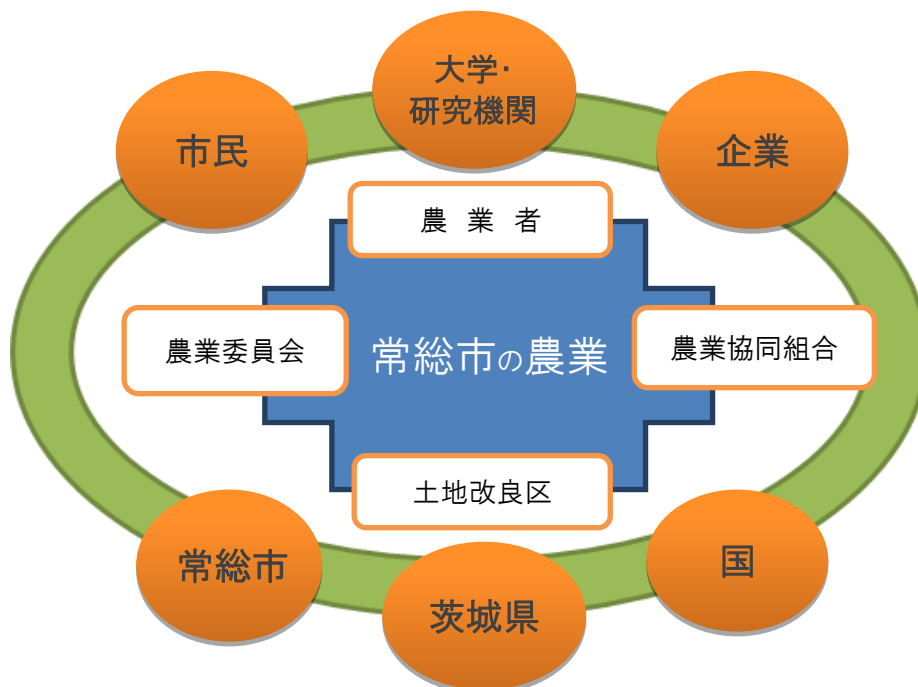 大学・
研究機関
市民
企業
農業者
農業委員会
常総市の農業
農業協同組合
土地改良区
常総市
国
茨城県